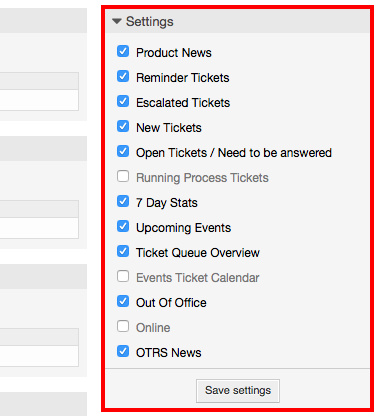 Settings
Product News
Reminder Tickets
Escalated Tickets
New Tickets
Open Tickets / Need to be answered
Running Process Tickets
7 Day Stats
Upcoming Events
Ticket Queue Overview
Events Ticket Calendar
Out Of Office
Online
OTRS News
Save settings